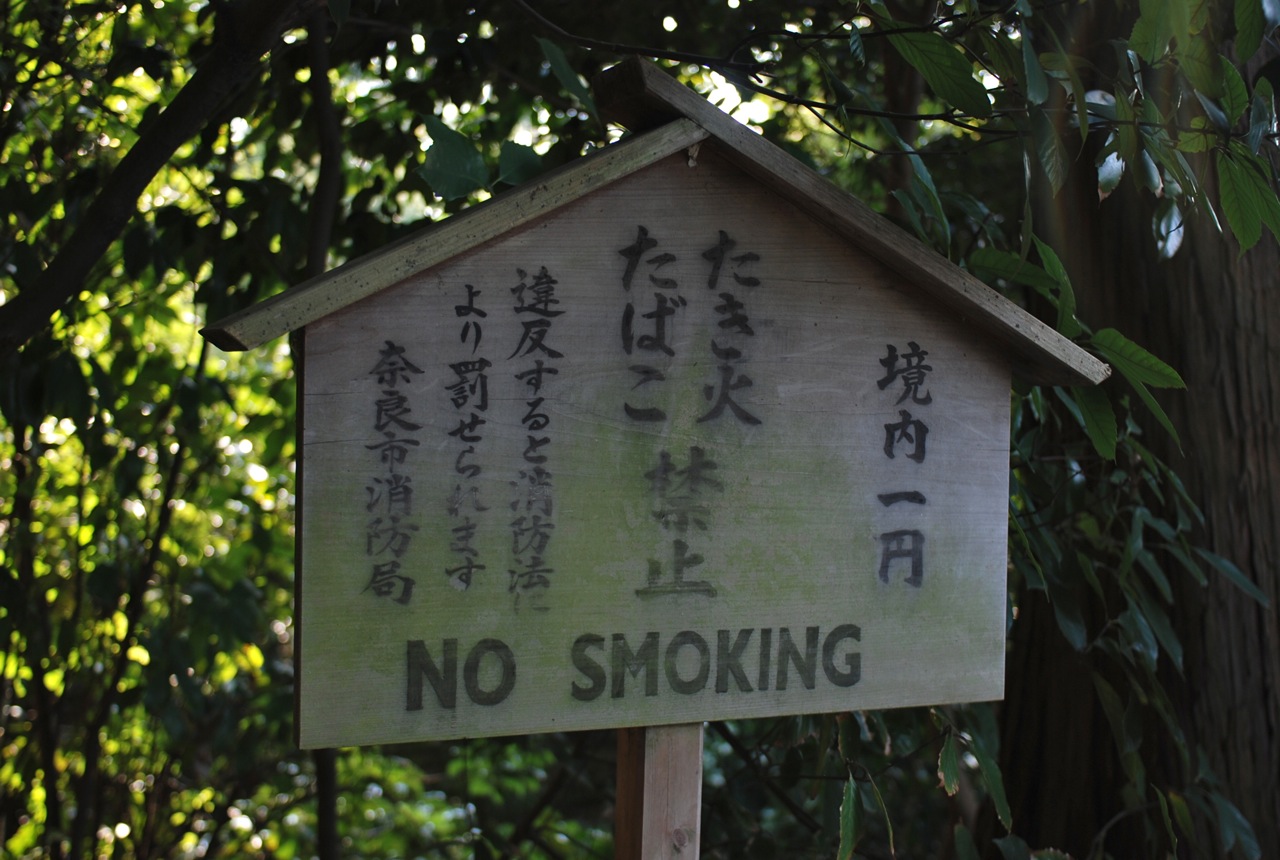 境内一円
たき火
たばこ
禁止
違反すると消防法に
より罰せられます
奈良市消防局
NO SMOKING